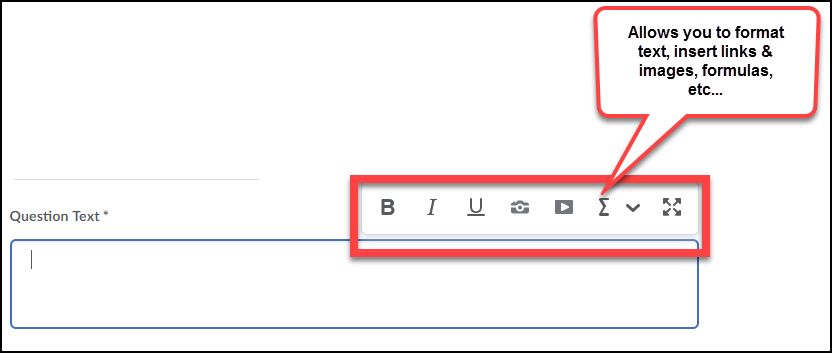 Allows you to format
text, insert links &
images, formulas,
etc...
B I U Σ
Question Text *